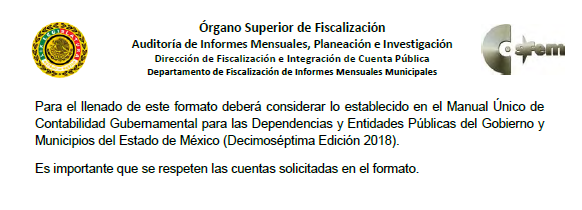 Órgano Superior de Fiscalización
Auditoría de Informes Mensuales, Planeación e Investigación
Dirección de Fiscalización e Integración de Cuenta Pública
Departamento de Fiscalización de Informes Mensuales Municipales
osfem
Para el llenado de este formato deberá considerar lo establecido en el Manual Único de
Contabilidad Gubernamental para las Dependencias y Entidades Públicas del Gobierno y
Municipios del Estado de México (Decimoséptima Edición 2018).
Es importante que se respeten las cuentas solicitadas en el formato.